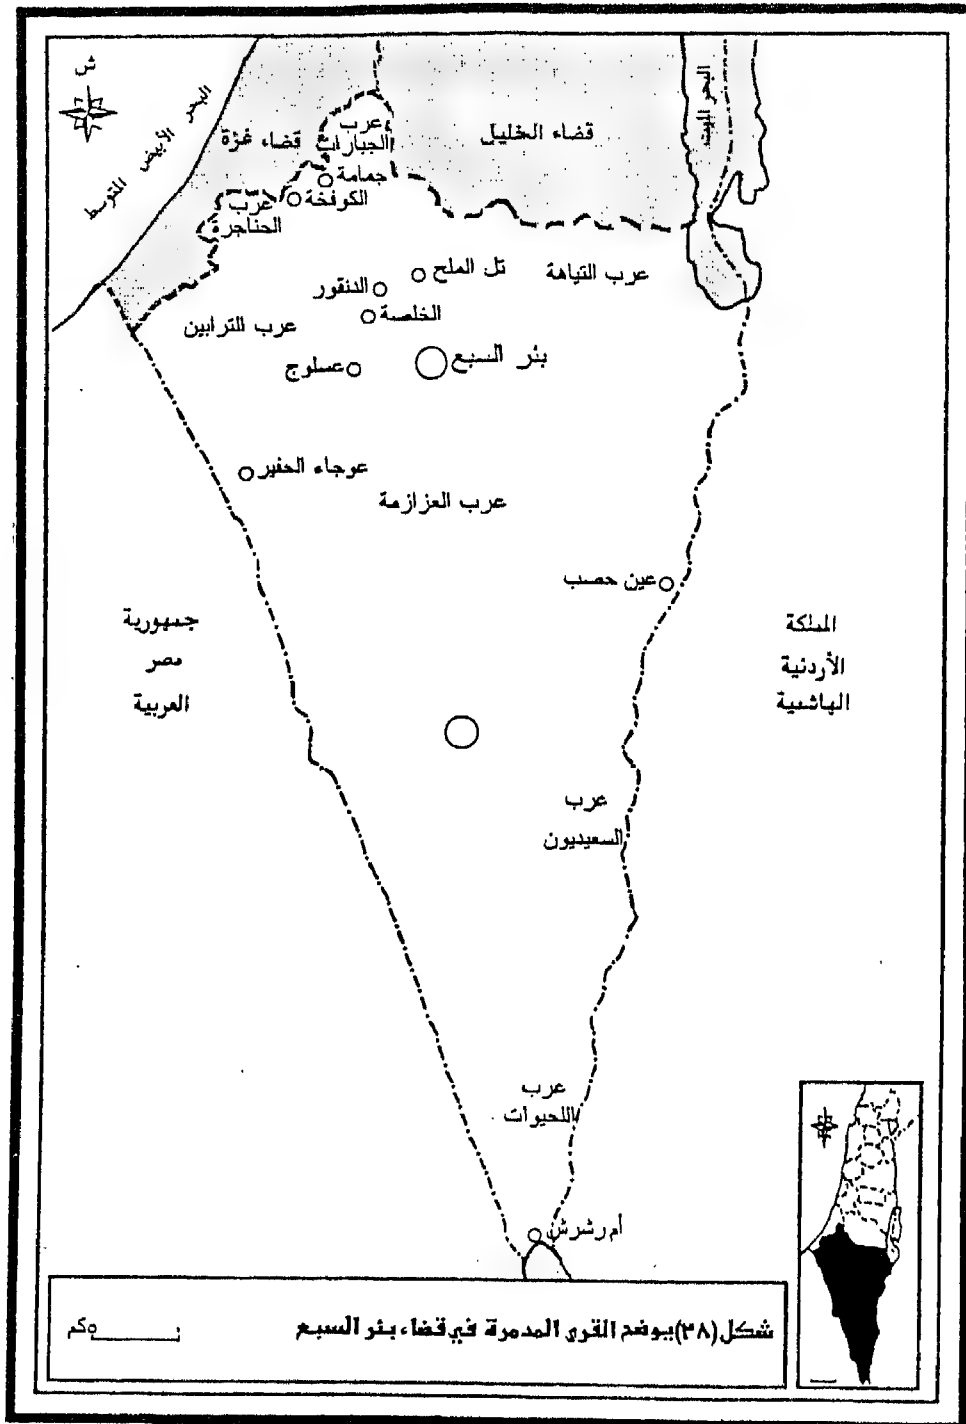 ش
البحر الأبيض المتوسط
البحر الميت
قضاء الخليل
قضاء غزة
عرب
الجبارات
جمامة
الكوفخة
عرب
الحناجرة
عرب التياهة
تل الملح
الدنقور
الخلصة
عرب الترابين
بئر السبع
عسلوج
عوجاء الحفير
عرب العزازمة
عين حصب
جمهورية
مصر
العربية
المملكة
الأردنية
الهاشمية
عرب
السعيديون
عرب
اللحيوات
أم رشرش
شكل (٣٨) يوضح القرى المدمرة في قضاء بئر السبع
٥كم